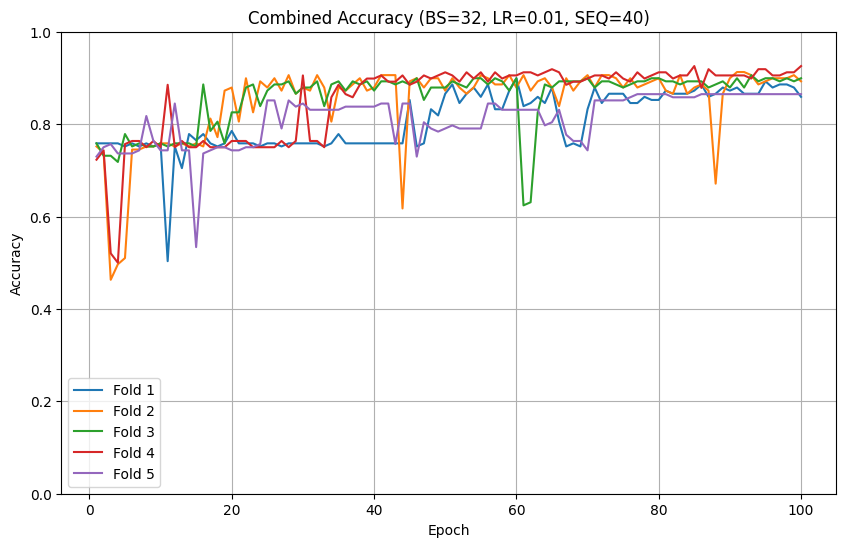 Combined Accuracy (BS=32, LR=0.01, SEQ=40)
1.0
0.8
0.6
0.4
0.2
0.0
Accuracy
Fold 1
Fold 2
Fold 3
Fold 4
Fold 5
0 20 40 60 80 100
Epoch